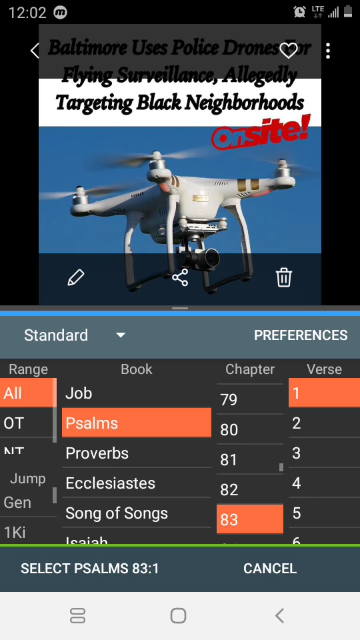 12:02 m LTE
Baltimore Uses Police Drones For
Flying Surveillance, Allegedly
Targeting Black Neighborhoods
Onsite!
Standard PREFERENCES
Range Book Chapter Verse
All Job 79 1
OT Psalms 80 2
NT Proverbs 81 3
Jump Ecclesiastes 82 4
Gen Song of Songs 83 5
1Ki Isaiah 6
SELECT PSALMS 83:1 CANCEL